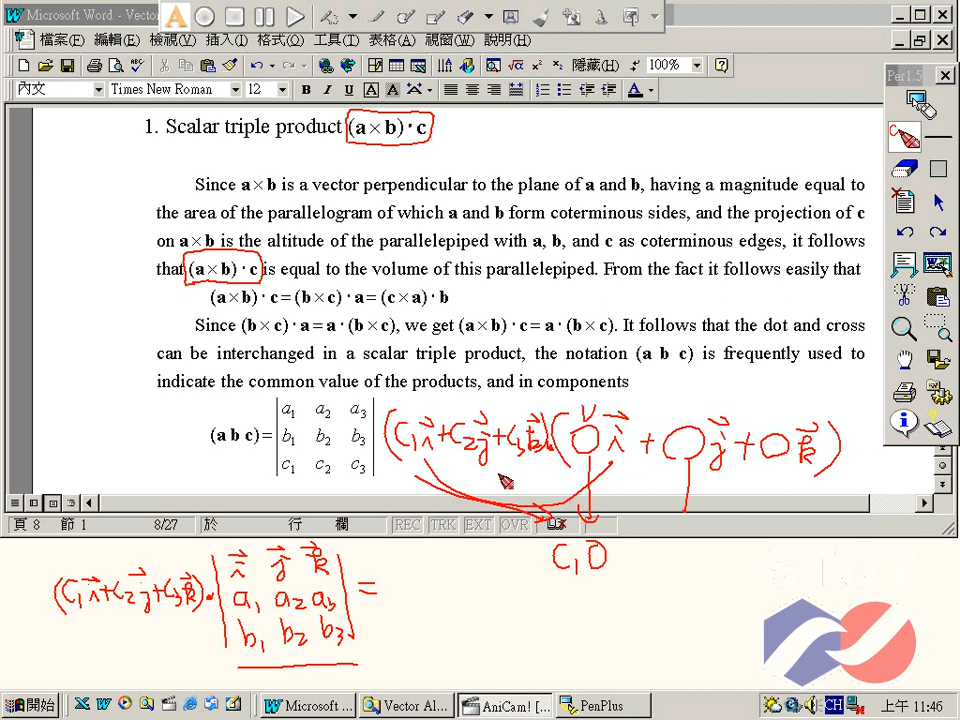 Microsoft Word - Vector
檔案(F) 編輯(E) 檢視(V) 插入(I) 格式(O) 工具(T) 表格(A) 視窗(W) 說明(H)
隱藏(M) 100%
內文 Times New Roman 12 B I U A A A
Per1.5
1. Scalar triple product (a×b)·c
Since a×b is a vector perpendicular to the plane of a and b, having a magnitude equal to
the area of the parallelogram of which a and b form coterminous sides, and the projection of c
on a×b is the altitude of the parallelepiped with a, b, and c as coterminous edges, it follows
that (a×b)·c is equal to the volume of this parallelepiped. From the fact it follows easily that
(a×b)·c=(b×c)·a=(c×a)·b
Since (b×c)·a=a·(b×c), we get (a×b)·c=a·(b×c). It follows that the dot and cross
can be interchanged in a scalar triple product, the notation (a b c) is frequently used to
indicate the common value of the products, and in components
a₁ a₂ a₃
(a b c)= b₁ b₂ b₃ (C₁i+C₂j+C₃k)·(O i + O j + O k)
c₁ c₂ c₃
頁 8 節 1 8/27 於 行 欄 REC TRK EXT OVR
C₁O
i j k
(C₁i+C₂j+C₃k)· a₁ a₂ a₃ =
b₁ b₂ b₃
開始 Microsoft ... Vector Al... AniCam! [... PenPlus CH 上午 11:46